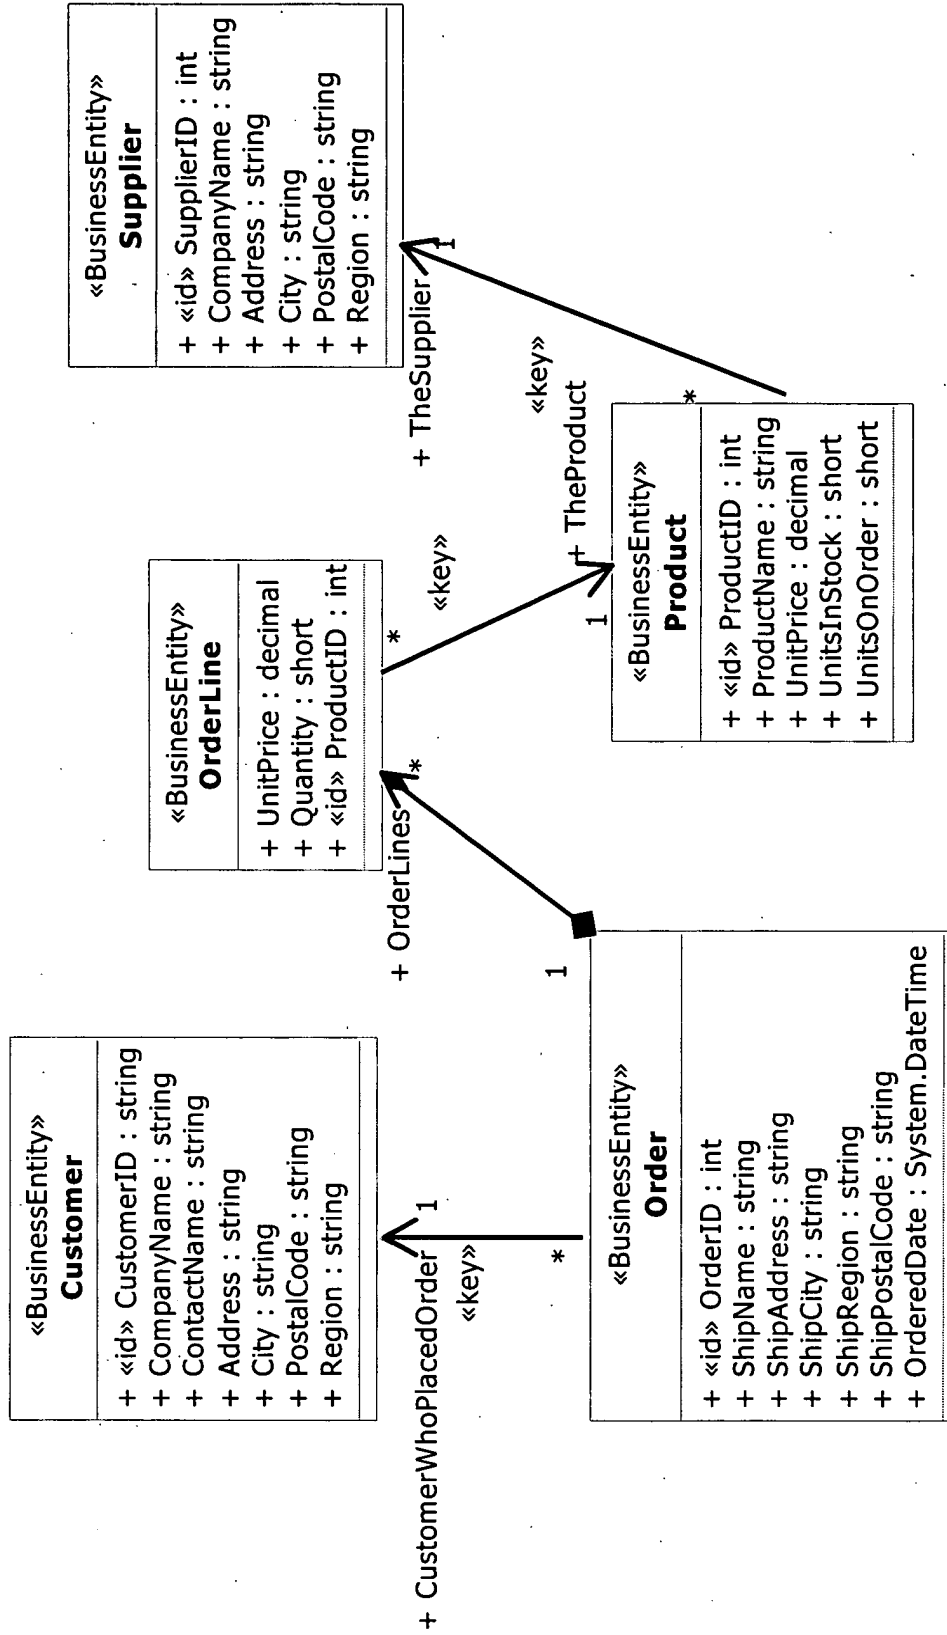 «BusinessEntity»
Customer
+ «id» CustomerID : string
+ CompanyName : string
+ ContactName : string
+ Address : string
+ City : string
+ PostalCode : string
+ Region : string
+ CustomerWhoPlacedOrder
1
«key»
*
«BusinessEntity»
Order
+ «id» OrderID : int
+ ShipName : string
+ ShipAddress : string
+ ShipCity : string
+ ShipRegion : string
+ ShipPostalCode : string
+ OrderedDate : System.DateTime
1
+ OrderLines
*
«BusinessEntity»
OrderLine
+ UnitPrice : decimal
+ Quantity : short
+ «id» ProductID : int
*
«key»
1
+ TheProduct
«BusinessEntity»
Product
+ «id» ProductID : int
+ ProductName : string
+ UnitPrice : decimal
+ UnitsInStock : short
+ UnitsOnOrder : short
*
«key»
+ TheSupplier
1
«BusinessEntity»
Supplier
+ «id» SupplierID : int
+ CompanyName : string
+ Address : string
+ City : string
+ PostalCode : string
+ Region : string